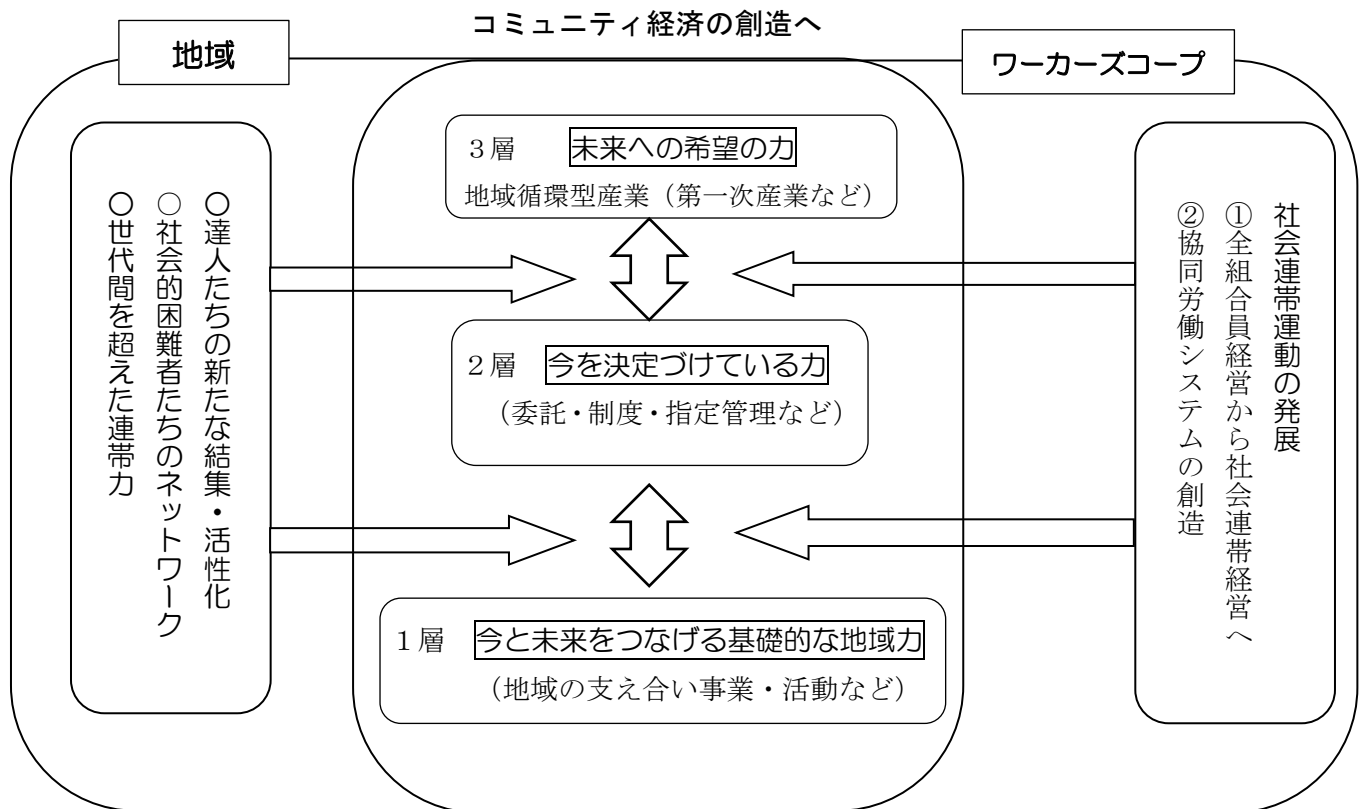 コミュニティ経済の創造へ
地域
ワーカーズコープ
○達人たちの新たな結集・活性化
○社会的困難者たちのネットワーク
○世代間を超えた連帯力
3層 未来への希望の力
地域循環型産業（第一次産業など）
2層 今を決定づけている力
（委託・制度・指定管理など）
1層 今と未来をつなげる基礎的な地域力
（地域の支え合い事業・活動など）
社会連帯運動の発展
①全組合員経営から社会連帯経営へ
②協同労働システムの創造